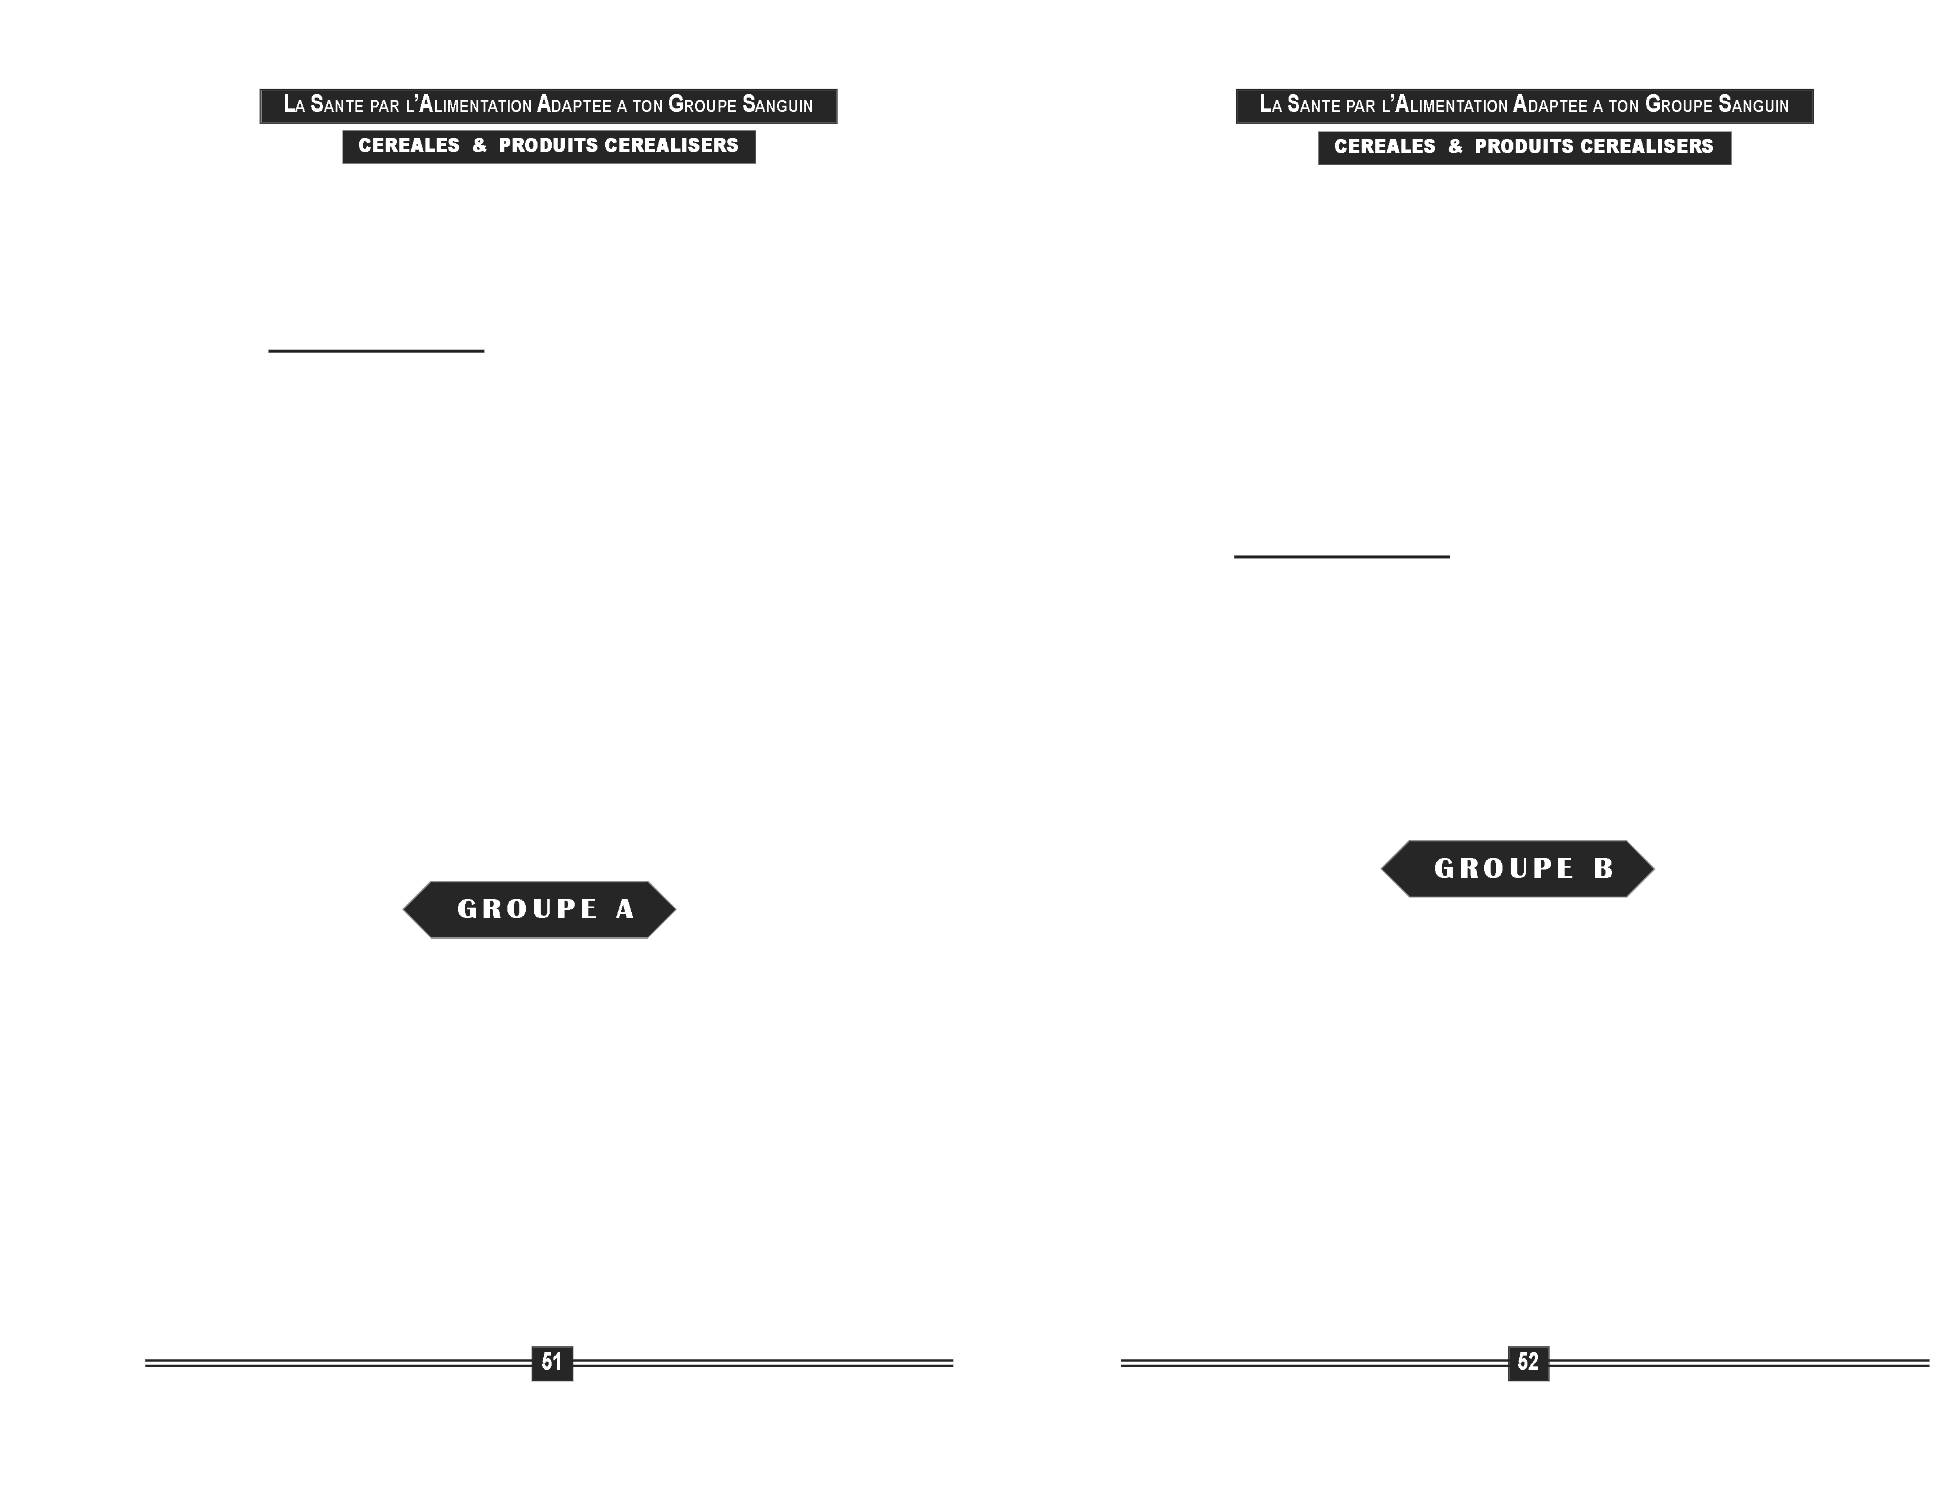 LA SANTE PAR L'ALIMENTATION ADAPTEE A TON GROUPE SANGUIN
CEREALES & PRODUITS CEREALISERS
GROUPE A
51
LA SANTE PAR L'ALIMENTATION ADAPTEE A TON GROUPE SANGUIN
CEREALES & PRODUITS CEREALISERS
GROUPE B
52